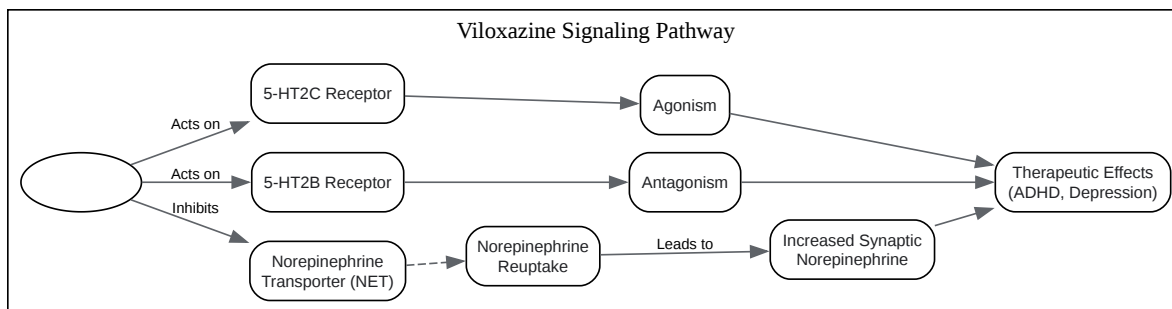 Viloxazine Signaling Pathway
5-HT2C Receptor
Agonism
Acts on
Acts on
5-HT2B Receptor
Antagonism
Therapeutic Effects
(ADHD, Depression)
Inhibits
Norepinephrine
Transporter (NET)
Norepinephrine
Reuptake
Leads to
Increased Synaptic
Norepinephrine